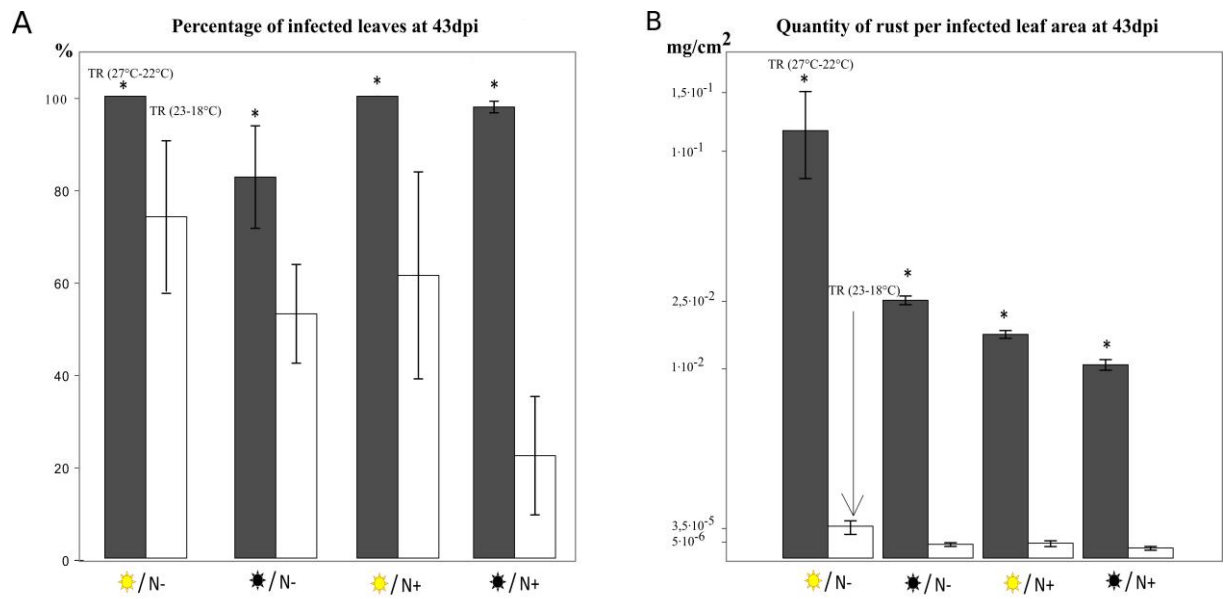 A
Percentage of infected leaves at 43dpi
%
TR (27°C-22°C)
*
*
*
*
TR (23-18°C)
100
80
60
40
20
0
/ N-
/ N-
/ N+
/ N+
B
Quantity of rust per infected leaf area at 43dpi
mg/cm²
TR (27°C-22°C)
*
1,5·10⁻¹
1·10⁻¹
*
TR (23-18°C)
2,5·10⁻²
*
*
1·10⁻²
3,5·10⁻⁵
5·10⁻⁶
/ N-
/ N-
/ N+
/ N+